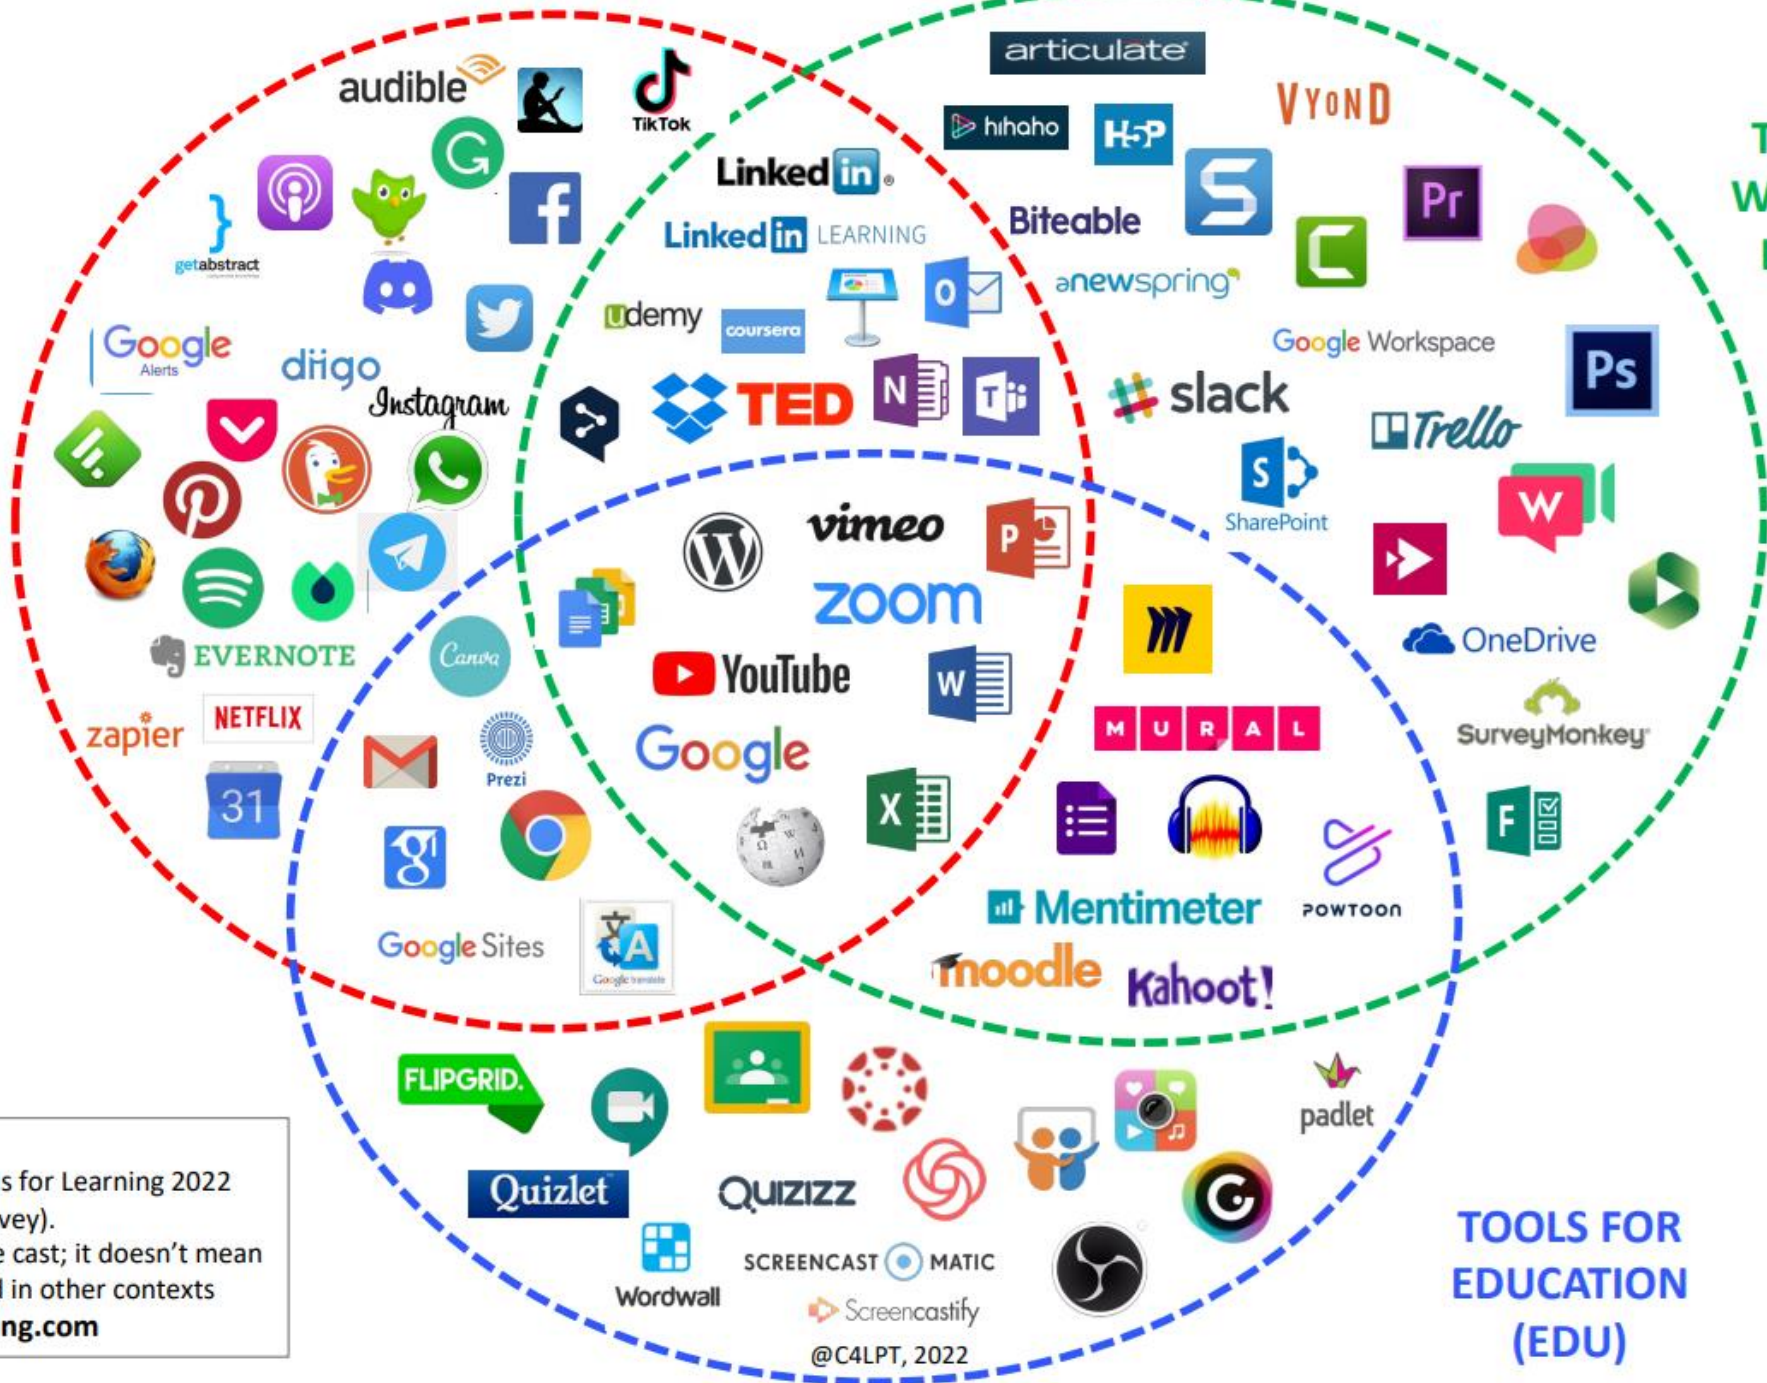 articulate
audible
TikTok
VYOND
hihaho
H5P
T
W
Linked in
S
Pr
G
f
}
getabstract
Linked in LEARNING
Biteable
C
anewspring
O
udemy
coursera
Google
Alerts
Google Workspace
diigo
Ps
Instagram
TED
N
T
slack
Trello
S
SharePoint
W
vimeo
P
W
zoom
EVERNOTE
Canva
YouTube
W
OneDrive
M U R A L
SurveyMonkey
zapier
NETFLIX
Prezi
Google
31
X
F
g
Mentimeter
POWTOON
Google Sites
文
A
Google translate
moodle
Kahoot!
FLIPGRID.
padlet
s for Learning 2022
vey).
e cast; it doesn't mean
d in other contexts
ng.com
Quizlet
QUIZIZZ
Wordwall
SCREENCAST MATIC
Screencastify
@C4LPT, 2022
TOOLS FOR
EDUCATION
(EDU)